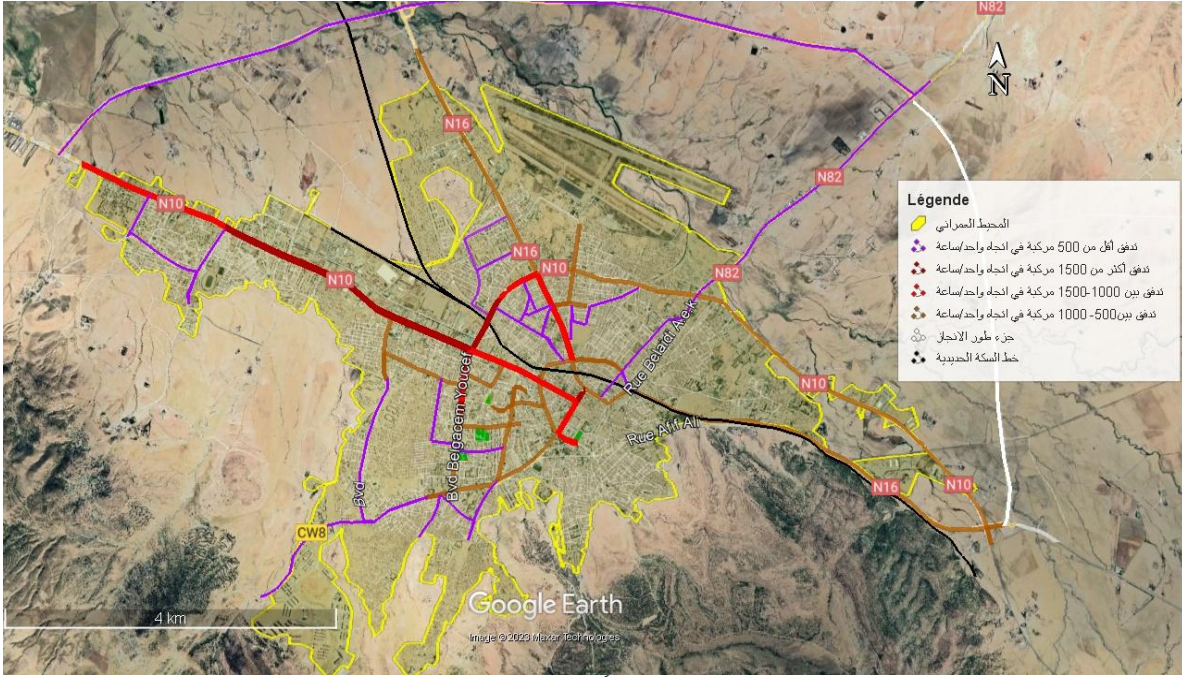 N82
N
N16
N82
N10
N16
N10
N82
N10
Légende
المحيط العمراني
تدفق أقل من 500 مركبة في اتجاه واحد/ساعة
تدفق أكثر من 1500 مركبة في اتجاه واحد/ساعة
تدفق بين 1000-1500 مركبة في اتجاه واحد/ساعة
تدفق بين500- 1000 مركبة في اتجاه واحد/ساعة
جزء طور الانجاز
خط السكة الحديدية
Rue Belaidi A.e.k
Bvd Belgacem Youcef
N10
Rue Afif Ali
Bvd
N16
N10
CW8
4 km
Google Earth
Image © 2023 Maxar Technologies